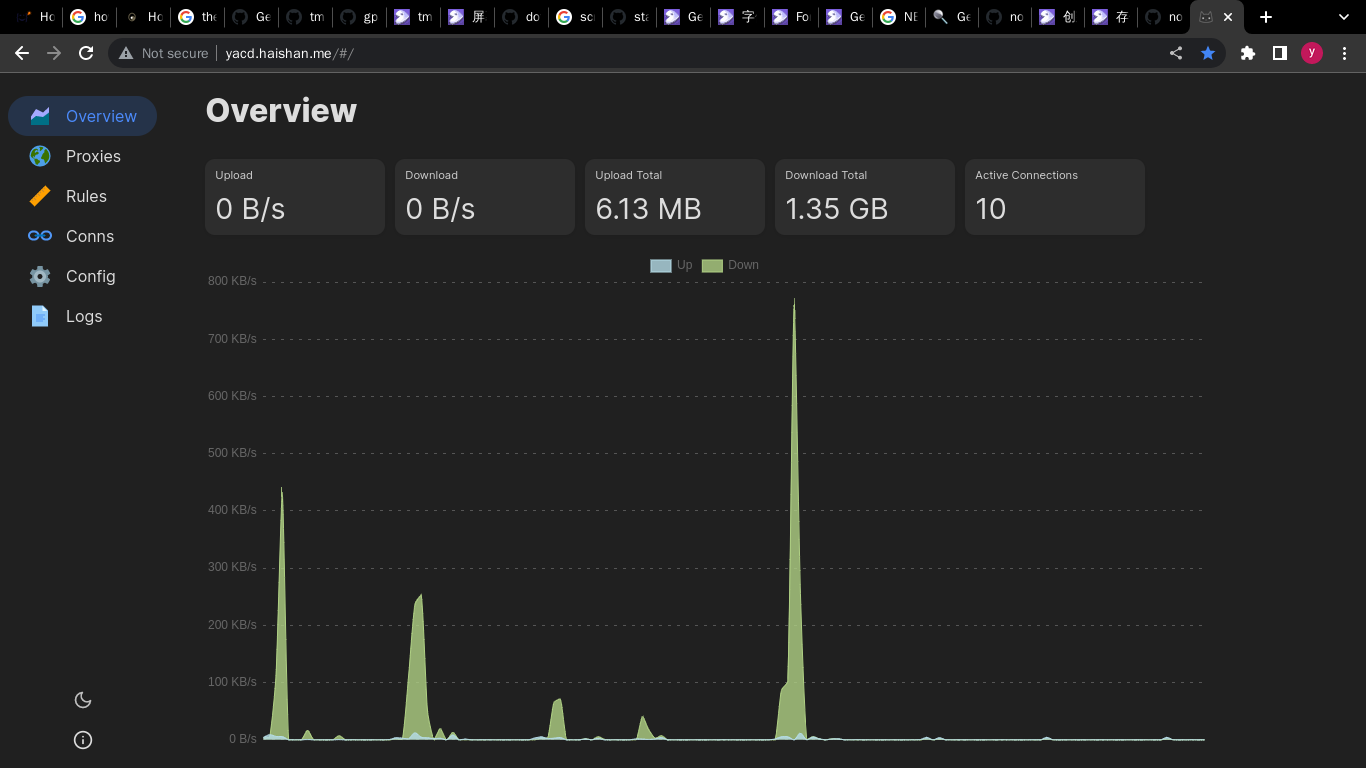 Ho ho Ho the Ge tm gp tm 屏 do sc sta Ge 字 Fo Ge NE Ge no 创 存 no
Not secure yacd.haishan.me/#/ y
Overview
Overview
Proxies
Rules
Conns
Config
Logs
Upload Download Upload Total Download Total Active Connections
0 B/s 0 B/s 6.13 MB 1.35 GB 10
Up Down
800 KB/s
700 KB/s
600 KB/s
500 KB/s
400 KB/s
300 KB/s
200 KB/s
100 KB/s
0 B/s